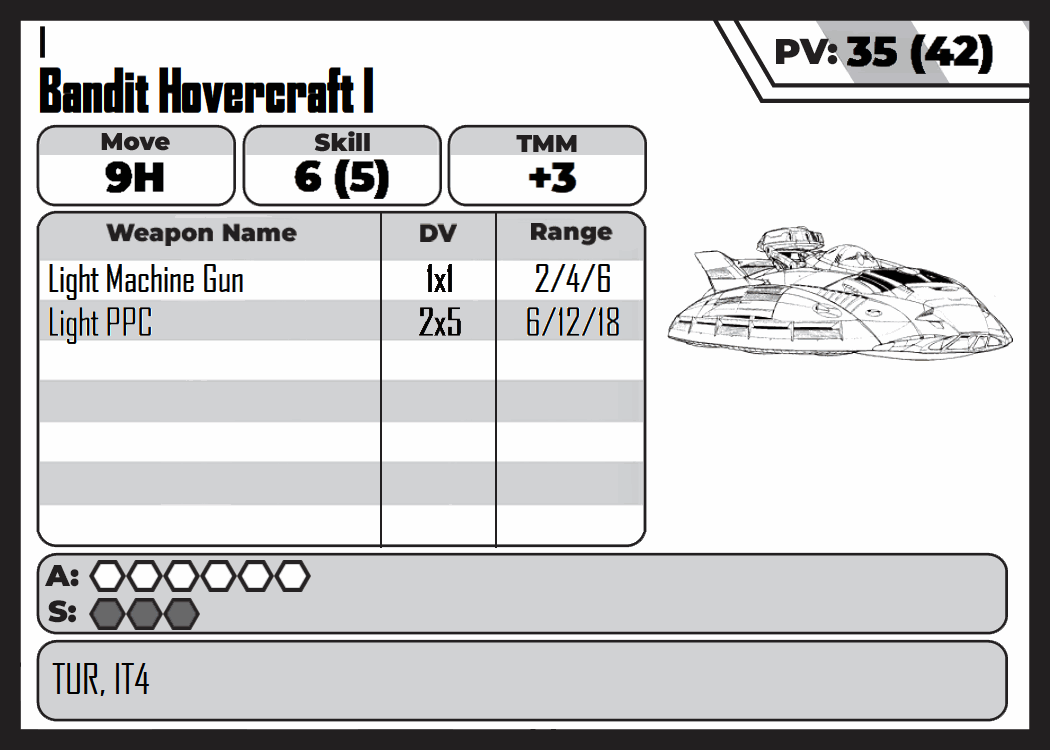 I
Bandit Hovercraft I
PV: 35 (42)
Move
9H
Skill
6 (5)
TMM
+3
Weapon Name DV Range
Light Machine Gun 1x1 2/4/6
Light PPC 2x5 6/12/18
A:
S:
TUR, IT4